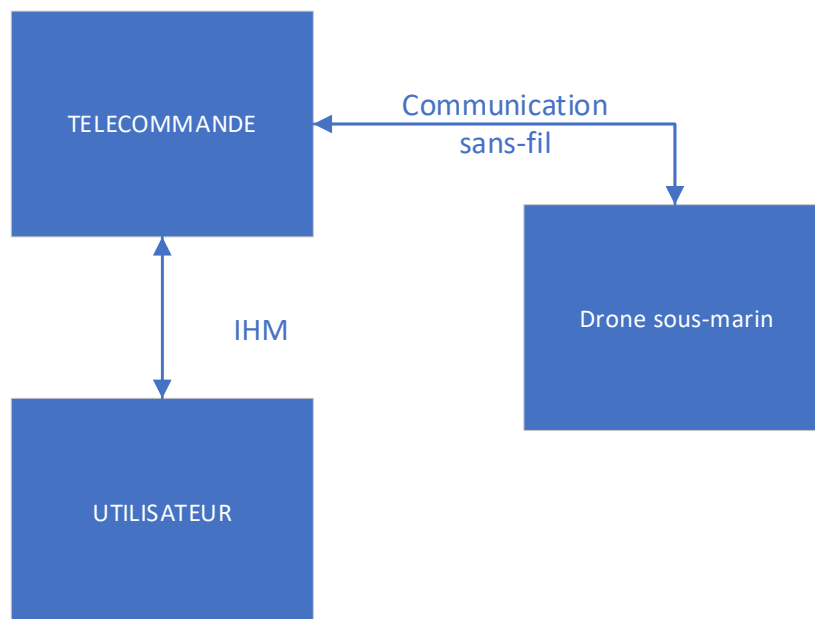 TELECOMMANDE
Communication
sans-fil
Drone sous-marin
IHM
UTILISATEUR